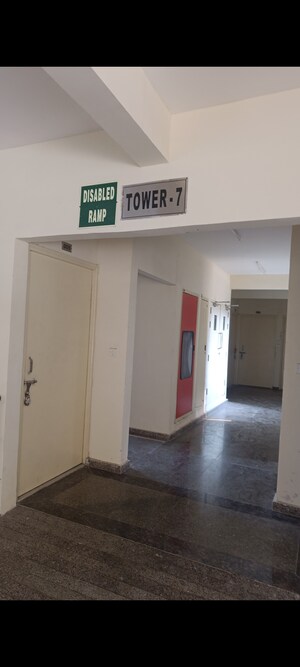 DISABLED
RAMP
TOWER - 7